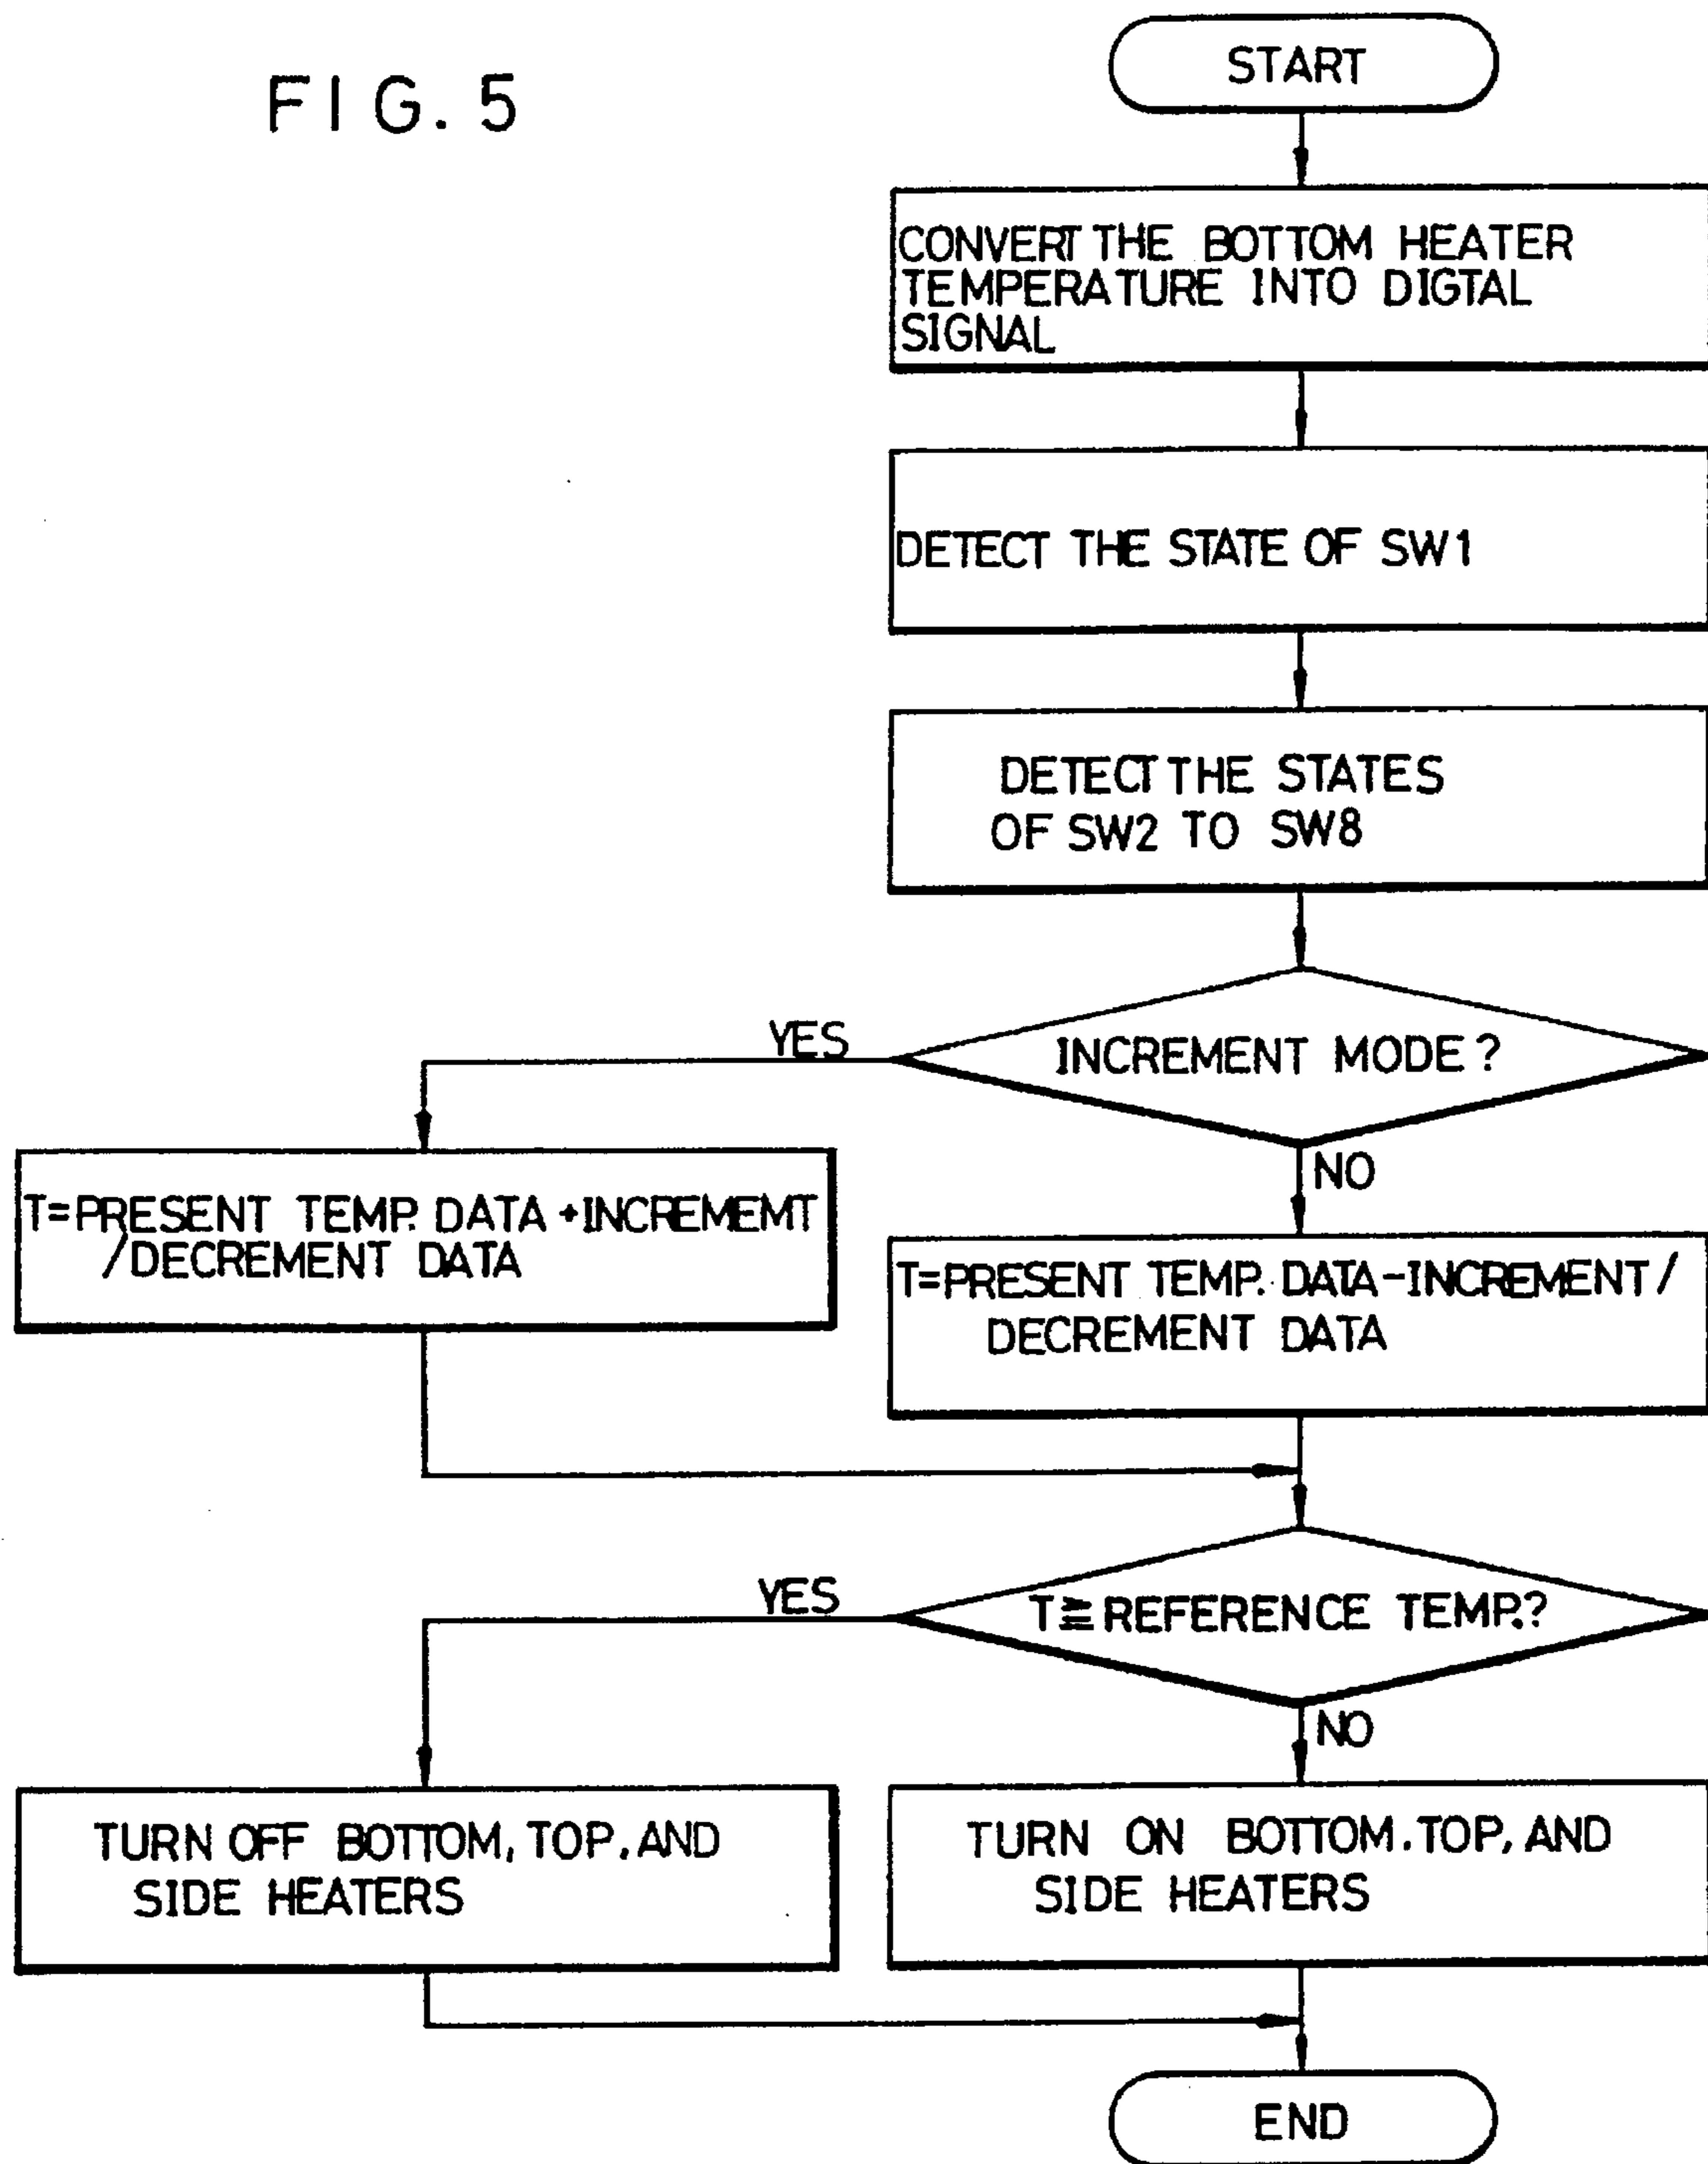 FIG. 5
START
CONVERT THE BOTTOM HEATER
TEMPERATURE INTO DIGTAL
SIGNAL
DETECT THE STATE OF SW1
DETECT THE STATES
OF SW2 TO SW8
INCREMENT MODE?
YES
NO
T=PRESENT TEMP. DATA+INCREMEMT
/DECREMENT DATA
T=PRESENT TEMP. DATA-INCREMENT/
DECREMENT DATA
T≧REFERENCE TEMP.?
YES
NO
TURN OFF BOTTOM, TOP, AND
SIDE HEATERS
TURN ON BOTTOM. TOP, AND
SIDE HEATERS
END